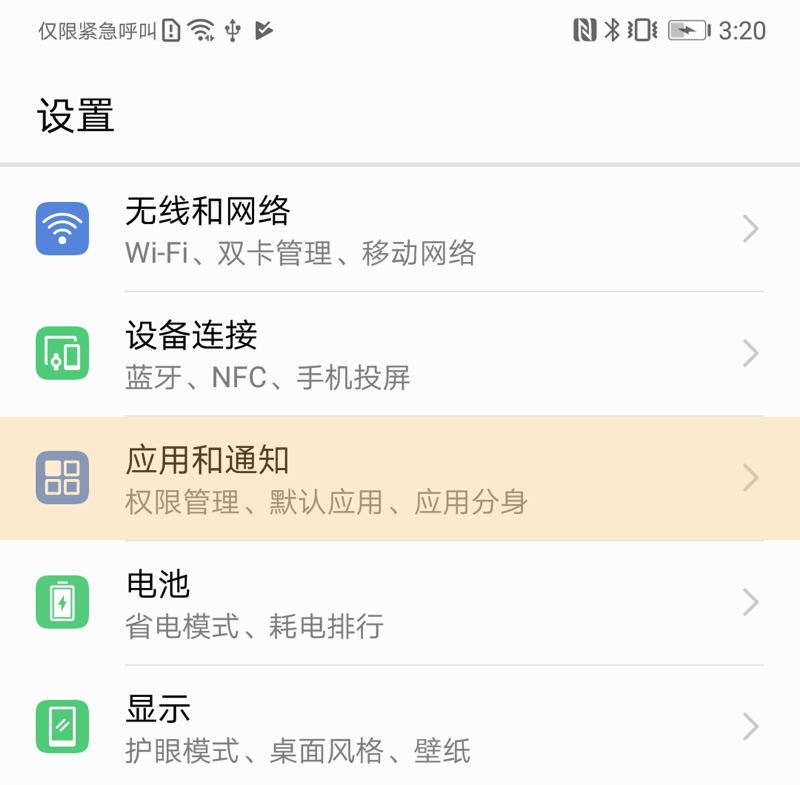 仅限紧急呼叫 3:20
设置
无线和网络
Wi-Fi、双卡管理、移动网络
设备连接
蓝牙、NFC、手机投屏
应用和通知
权限管理、默认应用、应用分身
电池
省电模式、耗电排行
显示
护眼模式、桌面风格、壁纸